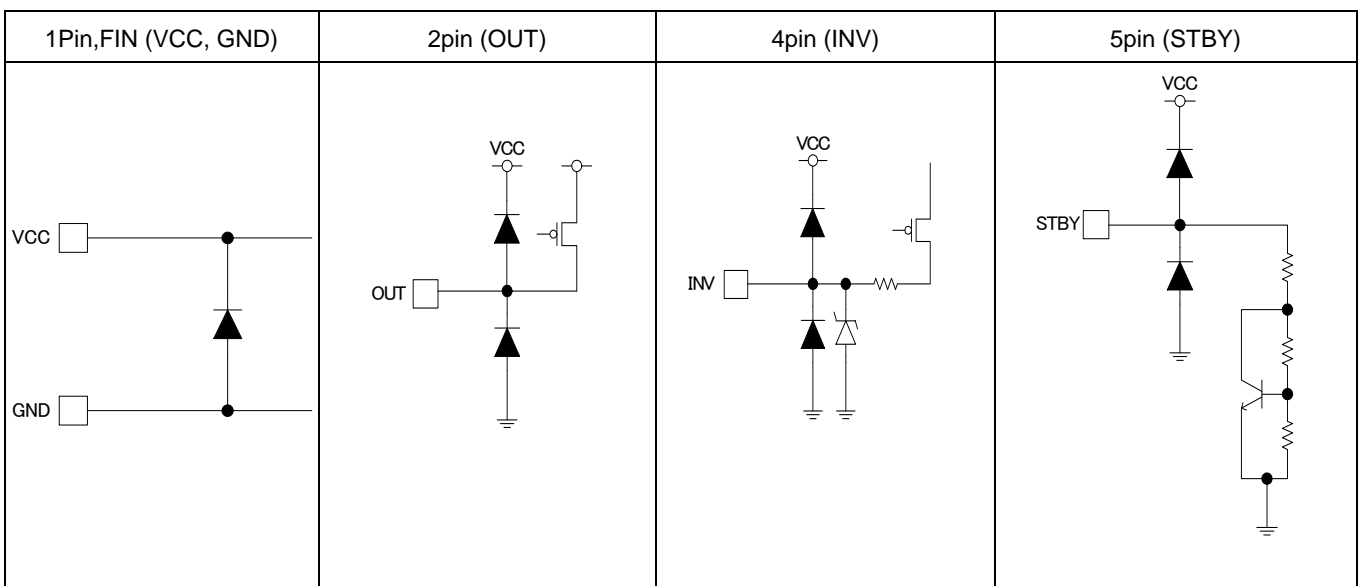 1Pin,FIN (VCC, GND)
2pin (OUT)
4pin (INV)
5pin (STBY)
VCC
GND
VCC
OUT
VCC
INV
VCC
STBY